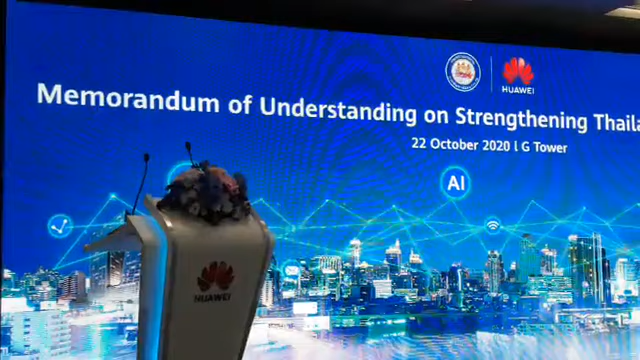 HUAWEI
Memorandum of Understanding on Strengthening Thaila
22 October 2020 | G Tower
AI
HUAWEI